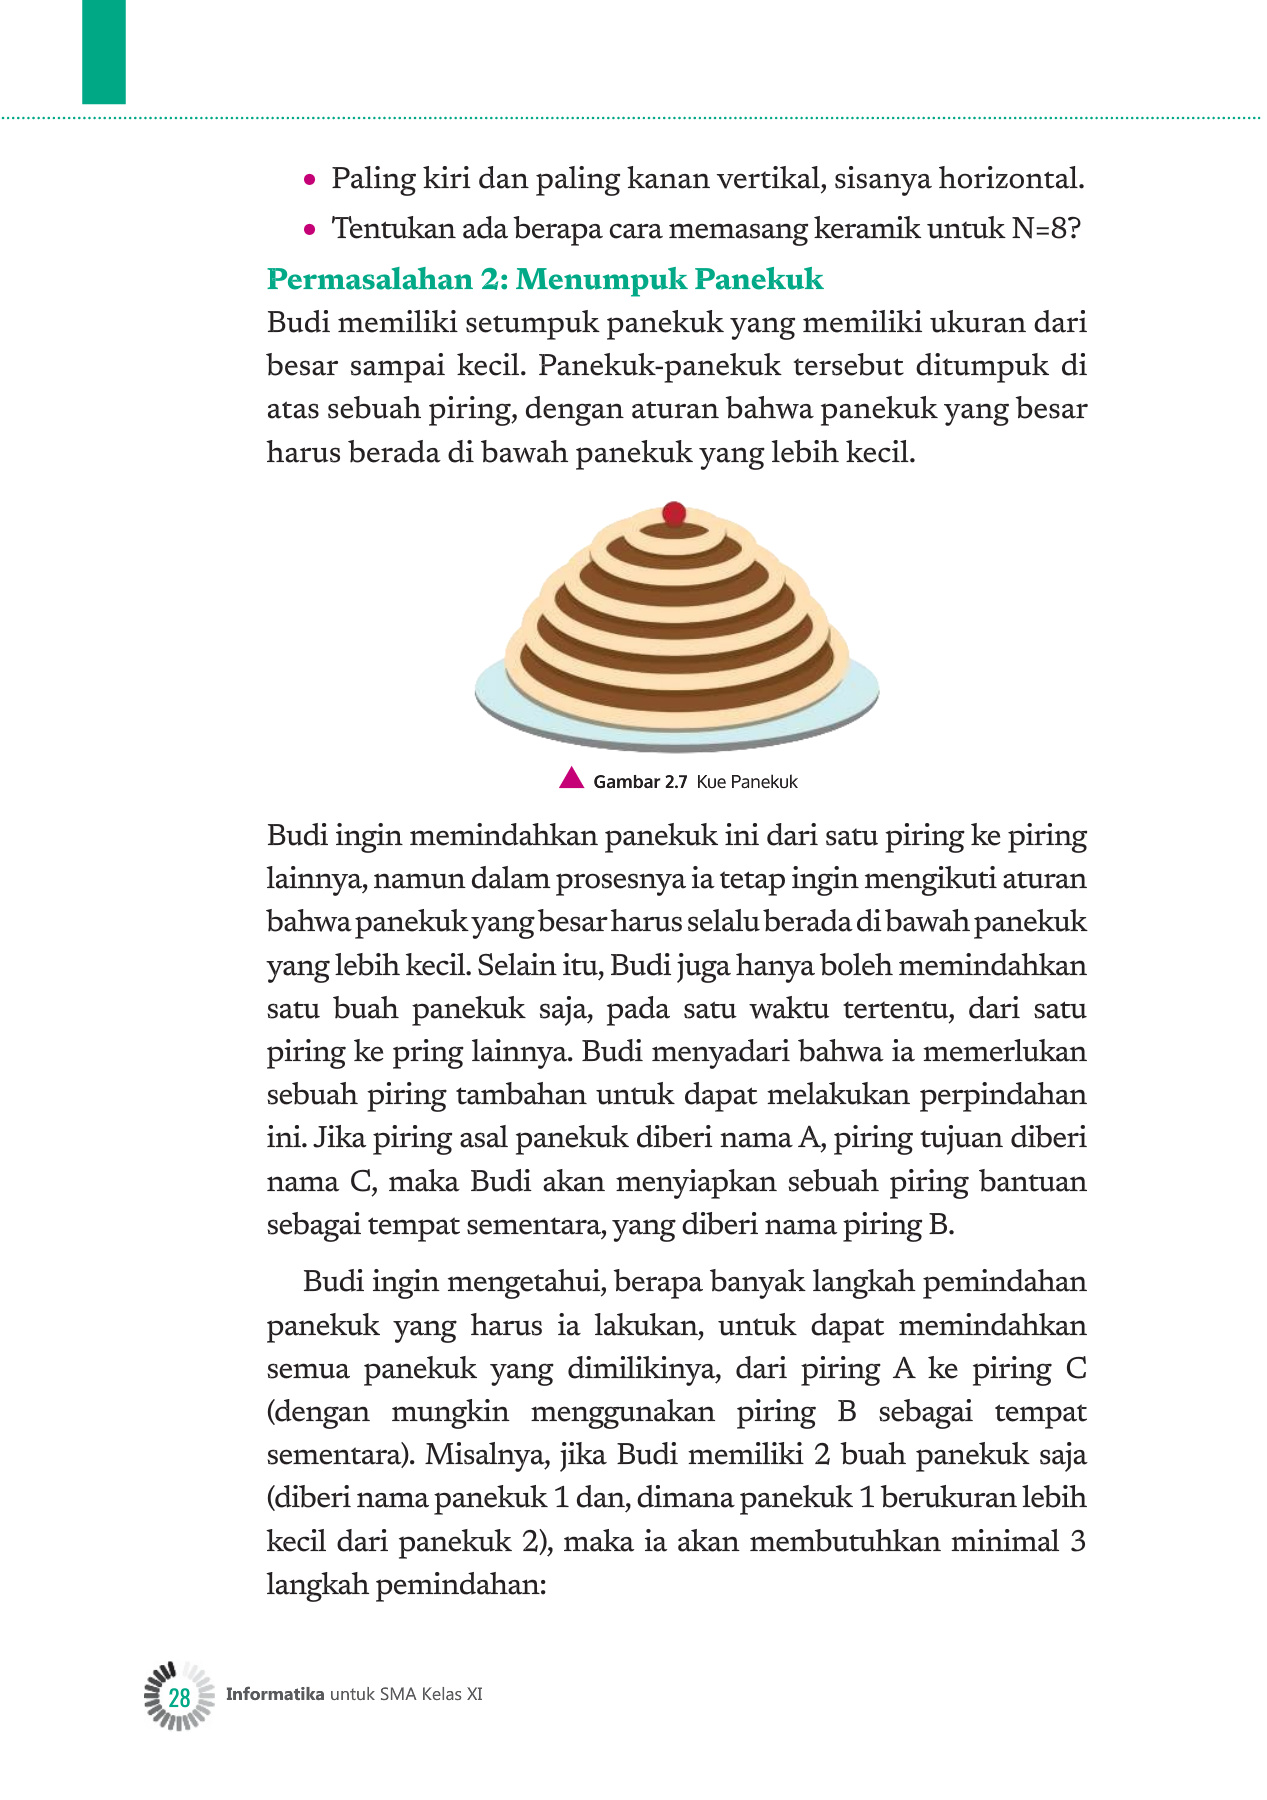 • Paling kiri dan paling kanan vertikal, sisanya horizontal.
• Tentukan ada berapa cara memasang keramik untuk N=8?
Permasalahan 2: Menumpuk Panekuk
Budi memiliki setumpuk panekuk yang memiliki ukuran dari
besar sampai kecil. Panekuk-panekuk tersebut ditumpuk di
atas sebuah piring, dengan aturan bahwa panekuk yang besar
harus berada di bawah panekuk yang lebih kecil.
Gambar 2.7 Kue Panekuk
Budi ingin memindahkan panekuk ini dari satu piring ke piring
lainnya, namun dalam prosesnya ia tetap ingin mengikuti aturan
bahwa panekuk yang besar harus selalu berada di bawah panekuk
yang lebih kecil. Selain itu, Budi juga hanya boleh memindahkan
satu buah panekuk saja, pada satu waktu tertentu, dari satu
piring ke pring lainnya. Budi menyadari bahwa ia memerlukan
sebuah piring tambahan untuk dapat melakukan perpindahan
ini. Jika piring asal panekuk diberi nama A, piring tujuan diberi
nama C, maka Budi akan menyiapkan sebuah piring bantuan
sebagai tempat sementara, yang diberi nama piring B.
Budi ingin mengetahui, berapa banyak langkah pemindahan
panekuk yang harus ia lakukan, untuk dapat memindahkan
semua panekuk yang dimilikinya, dari piring A ke piring C
(dengan mungkin menggunakan piring B sebagai tempat
sementara). Misalnya, jika Budi memiliki 2 buah panekuk saja
(diberi nama panekuk 1 dan, dimana panekuk 1 berukuran lebih
kecil dari panekuk 2), maka ia akan membutuhkan minimal 3
langkah pemindahan:
28 Informatika untuk SMA Kelas XI